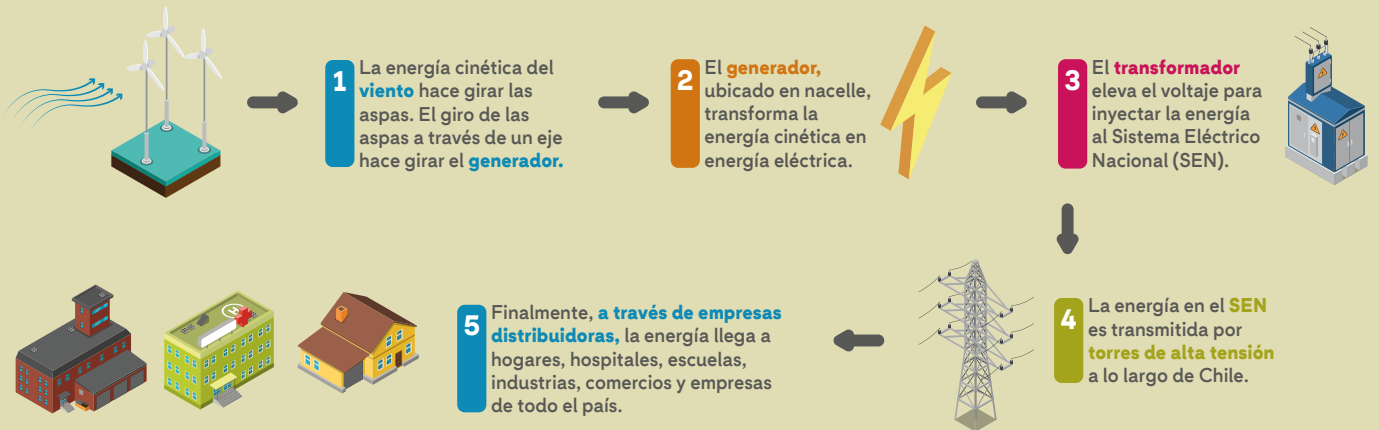 1
La energía cinética del
viento hace girar las
aspas. El giro de las
aspas a través de un eje
hace girar el generador.
2
El generador,
ubicado en nacelle,
transforma la
energía cinética en
energía eléctrica.
3
El transformador
eleva el voltaje para
inyectar la energía
al Sistema Eléctrico
Nacional (SEN).
4
La energía en el SEN
es transmitida por
torres de alta tensión
a lo largo de Chile.
5
Finalmente, a través de empresas
distribuidoras, la energía llega a
hogares, hospitales, escuelas,
industrias, comercios y empresas
de todo el país.
H